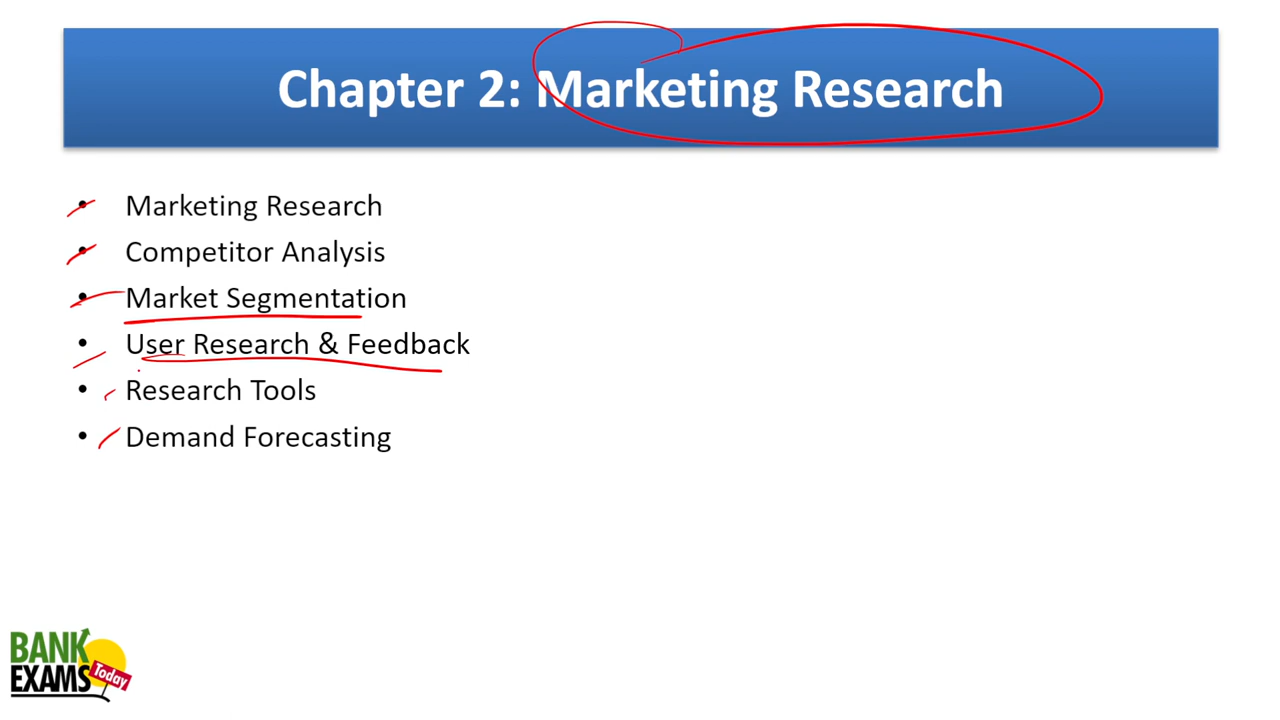 Chapter 2: Marketing Research
• Marketing Research
• Competitor Analysis
• Market Segmentation
• User Research & Feedback
• Research Tools
• Demand Forecasting
BANK
EXAMS
Today